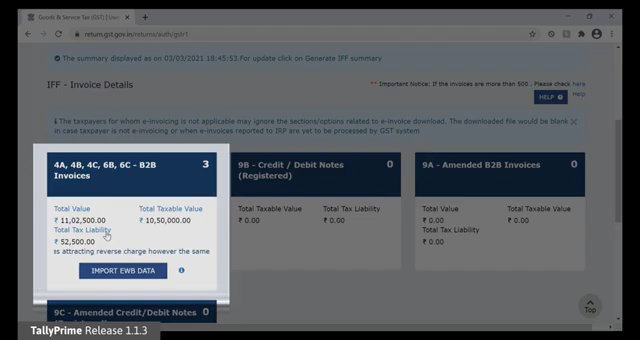 Goods & Service Tax (GST) | User
return.gst.gov.in/returns/auth/gstr1
The summary displayed as on 03/03/2021 18:45:53.For update click on Generate IFF summary
IFF - Invoice Details
** Important Notice: If the invoices are more than 500 , Please check here
HELP
Help
The taxpayers for whom e-invoicing is not applicable may ignore the sections/options related to e-invoice download. The downloaded file would be blank
in case taxpayer is not e-invoicing or when e-invoices reported to IRP are yet to be processed by GST system
4A, 4B, 4C, 6B, 6C - B2B Invoices 3
Total Value
₹ 11,02,500.00
Total Taxable Value
₹ 10,50,000.00
Total Tax Liability
₹ 52,500.00
attracting reverse charge however the same
IMPORT EWB DATA
9B - Credit / Debit Notes (Registered) 0
Total Taxable Value
₹ 0.00
Total Tax Liability
₹ 0.00
9A - Amended B2B Invoices 0
Total Value
₹ 0.00
Total Taxable Value
₹ 0.00
Total Tax Liability
₹ 0.00
9C - Amended Credit/Debit Notes 0
Top
TallyPrime Release 1.1.3